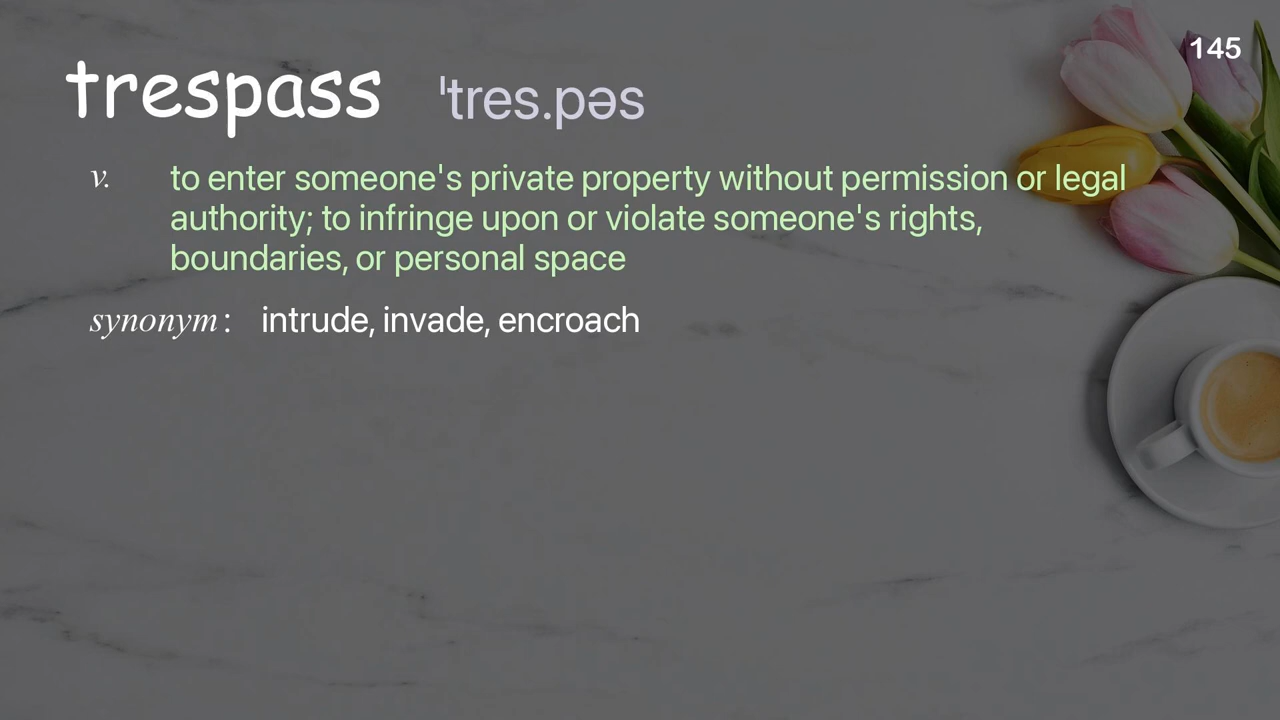 145
trespass ˈtres.pəs
v. to enter someone's private property without permission or legal
authority; to infringe upon or violate someone's rights,
boundaries, or personal space
synonym : intrude, invade, encroach